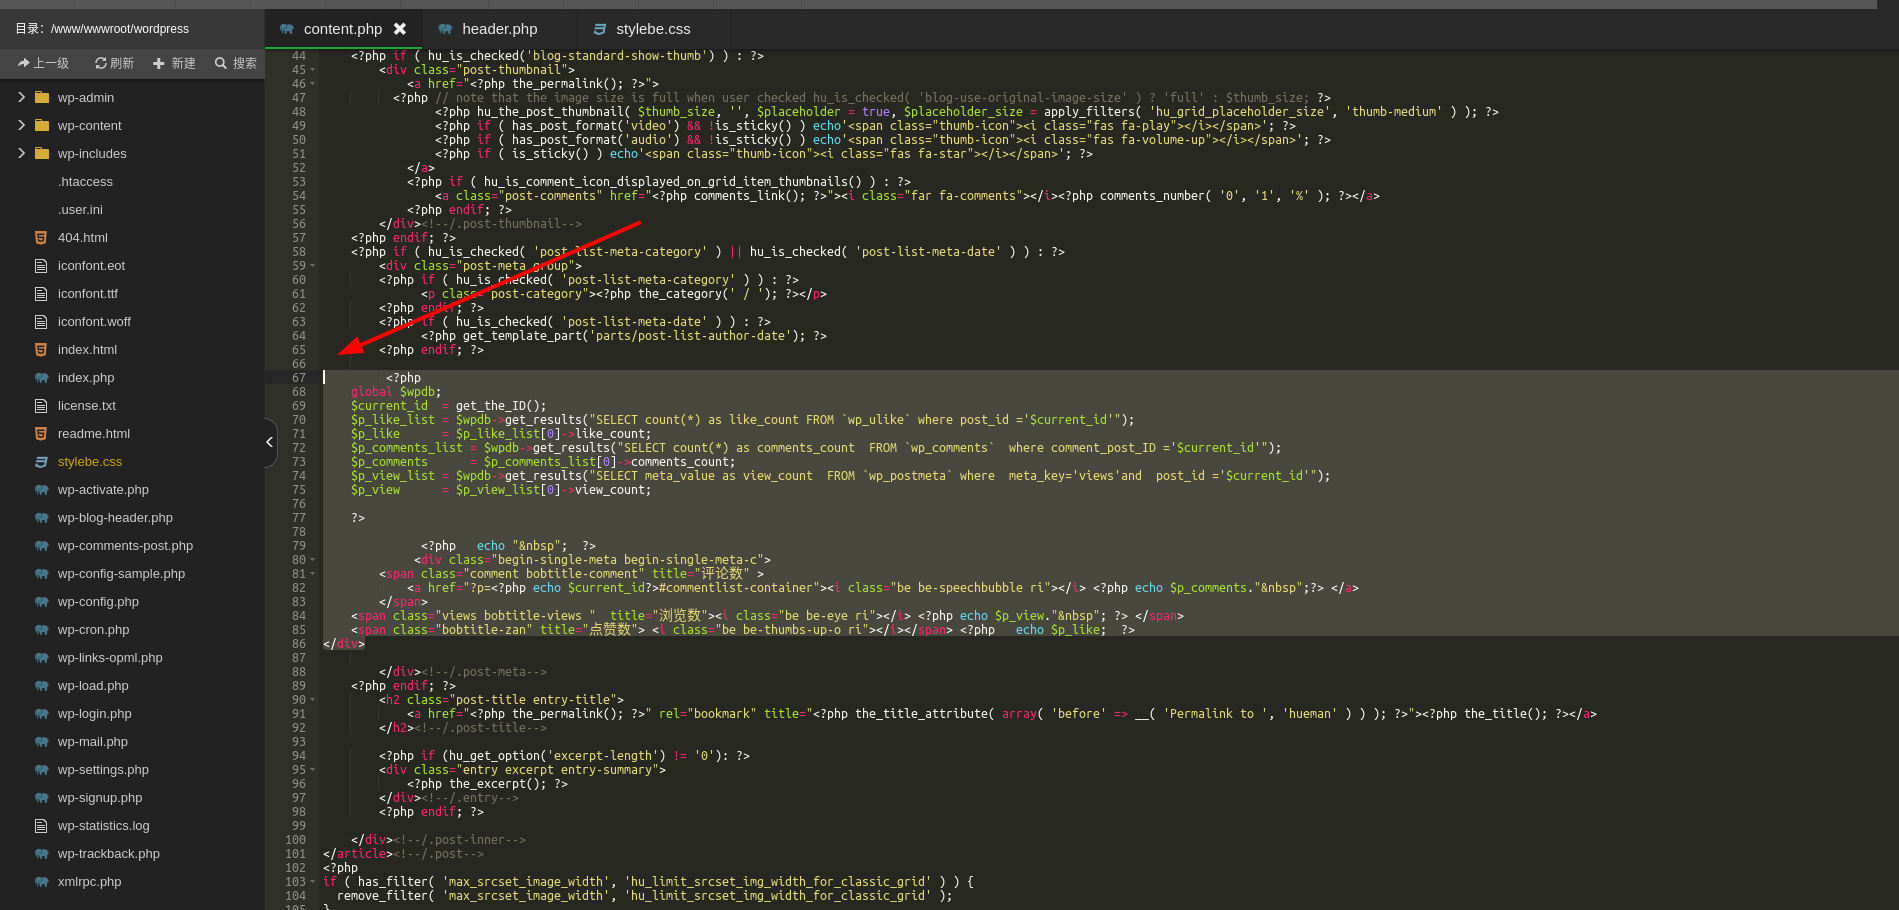 目录: /www/wwwroot/wordpress
上一级 刷新 新建 搜索
wp-admin
wp-content
wp-includes
.htaccess
.user.ini
404.html
iconfont.eot
iconfont.ttf
iconfont.woff
index.html
index.php
license.txt
readme.html
stylebe.css
wp-activate.php
wp-blog-header.php
wp-comments-post.php
wp-config-sample.php
wp-config.php
wp-cron.php
wp-links-opml.php
wp-load.php
wp-login.php
wp-mail.php
wp-settings.php
wp-signup.php
wp-statistics.log
wp-trackback.php
xmlrpc.php
content.php header.php stylebe.css
44 <?php if ( hu_is_checked('blog-standard-show-thumb') ) : ?>
45 <div class="post-thumbnail">
46 <a href="<?php the_permalink(); ?>">
47 <?php // note that the image size is full when user checked hu_is_checked( 'blog-use-original-image-size' ) ? 'full' : $thumb_size; ?>
48 <?php hu_the_post_thumbnail( $thumb_size, '', $placeholder = true, $placeholder_size = apply_filters( 'hu_grid_placeholder_size', 'thumb-medium' ) ); ?>
49 <?php if ( has_post_format('video') && !is_sticky() ) echo'<span class="thumb-icon"><i class="fas fa-play"></i></span>'; ?>
50 <?php if ( has_post_format('audio') && !is_sticky() ) echo'<span class="thumb-icon"><i class="fas fa-volume-up"></i></span>'; ?>
51 <?php if ( is_sticky() ) echo'<span class="thumb-icon"><i class="fas fa-star"></i></span>'; ?>
52 </a>
53 <?php if ( hu_is_comment_icon_displayed_on_grid_item_thumbnails() ) : ?>
54 <a class="post-comments" href="<?php comments_link(); ?>"><i class="far fa-comments"></i><?php comments_number( '0', '1', '%' ); ?></a>
55 <?php endif; ?>
56 </div><!--/.post-thumbnail-->
57 <?php endif; ?>
58 <?php if ( hu_is_checked( 'post-list-meta-category' ) || hu_is_checked( 'post-list-meta-date' ) ) : ?>
59 <div class="post-meta group">
60 <?php if ( hu_is_checked( 'post-list-meta-category' ) ) : ?>
61 <p class="post-category"><?php the_category(' / '); ?></p>
62 <?php endif; ?>
63 <?php if ( hu_is_checked( 'post-list-meta-date' ) ) : ?>
64 <?php get_template_part('parts/post-list-author-date'); ?>
65 <?php endif; ?>
66
67 <?php
68 global $wpdb;
69 $current_id = get_the_ID();
70 $p_like_list = $wpdb->get_results("SELECT count(*) as like_count FROM `wp_ulike` where post_id ='$current_id'");
71 $p_like = $p_like_list[0]->like_count;
72 $p_comments_list = $wpdb->get_results("SELECT count(*) as comments_count FROM `wp_comments` where comment_post_ID ='$current_id'");
73 $p_comments = $p_comments_list[0]->comments_count;
74 $p_view_list = $wpdb->get_results("SELECT meta_value as view_count FROM `wp_postmeta` where meta_key='views'and post_id ='$current_id'");
75 $p_view = $p_view_list[0]->view_count;
76
77 ?>
78
79 <?php echo "&nbsp"; ?>
80 <div class="begin-single-meta begin-single-meta-c">
81 <span class="comment bobtitle-comment" title="评论数" >
82 <a href="?p=<?php echo $current_id?>#commentlist-container"><i class="be be-speechbubble ri"></i> <?php echo $p_comments."&nbsp";?> </a>
83 </span>
84 <span class="views bobtitle-views " title="浏览数"><i class="be be-eye ri"></i> <?php echo $p_view."&nbsp"; ?> </span>
85 <span class="bobtitle-zan" title="点赞数"> <i class="be be-thumbs-up-o ri"></i></span> <?php echo $p_like; ?>
86 </div>
87
88 </div><!--/.post-meta-->
89 <?php endif; ?>
90 <h2 class="post-title entry-title">
91 <a href="<?php the_permalink(); ?>" rel="bookmark" title="<?php the_title_attribute( array( 'before' => __( 'Permalink to ', 'hueman' ) ) ); ?>"><?php the_title(); ?></a>
92 </h2><!--/.post-title-->
93
94 <?php if (hu_get_option('excerpt-length') != '0'): ?>
95 <div class="entry excerpt entry-summary">
96 <?php the_excerpt(); ?>
97 </div><!--/.entry-->
98 <?php endif; ?>
99
100 </div><!--/.post-inner-->
101 </article><!--/.post-->
102 <?php
103 if ( has_filter( 'max_srcset_image_width', 'hu_limit_srcset_img_width_for_classic_grid' ) ) {
104 remove_filter( 'max_srcset_image_width', 'hu_limit_srcset_img_width_for_classic_grid' );
105 }